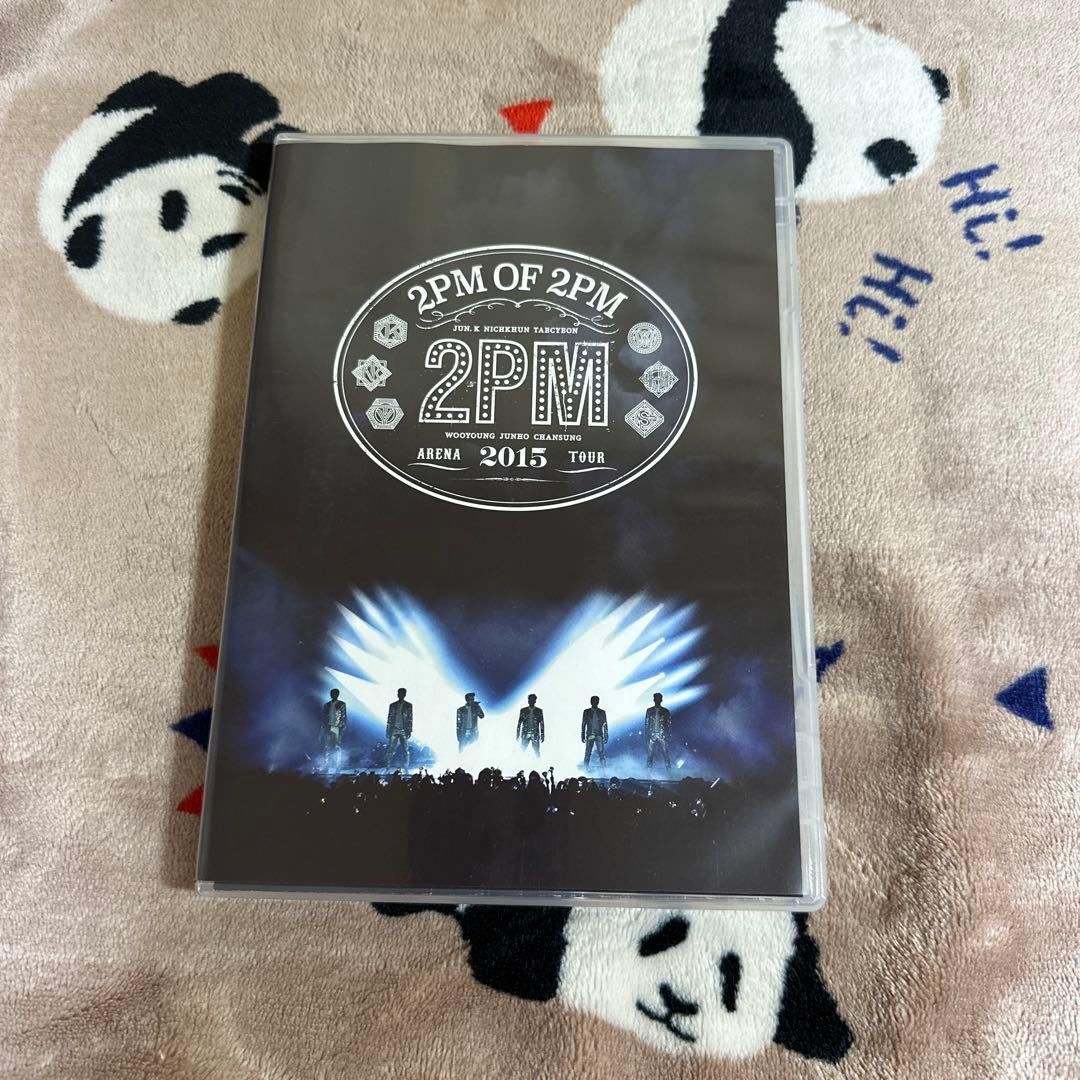 2PM OF 2PM
JUN. K NICHKHUN TAECYEON
2PM
WOOYOUNG JUNHO CHANSUNG
ARENA 2015 TOUR
Hi!
Hi!